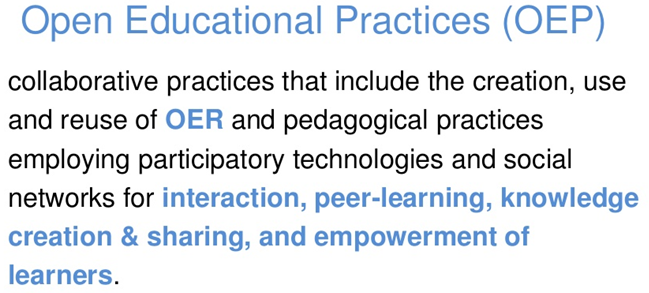 Open Educational Practices (OEP)
collaborative practices that include the creation, use
and reuse of OER and pedagogical practices
employing participatory technologies and social
networks for interaction, peer-learning, knowledge
creation & sharing, and empowerment of
learners.